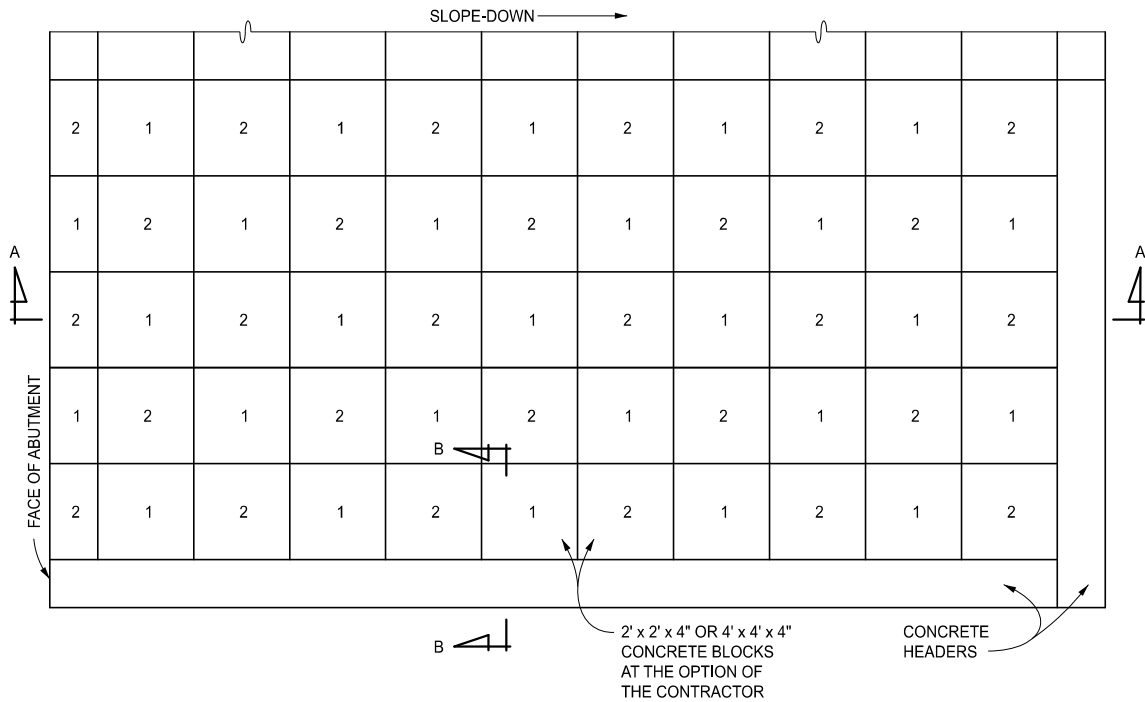 SLOPE-DOWN
2 1 2 1 2 1 2 1 2 1 2
1 2 1 2 1 2 1 2 1 2 1
A A
2 1 2 1 2 1 2 1 2 1 2
FACE OF ABUTMENT
1 2 1 2 1 2 1 2 1 2 1
B
2 1 2 1 2 1 2 1 2 1 2
B
2' x 2' x 4" OR 4' x 4' x 4"
CONCRETE BLOCKS
AT THE OPTION OF
THE CONTRACTOR
CONCRETE
HEADERS